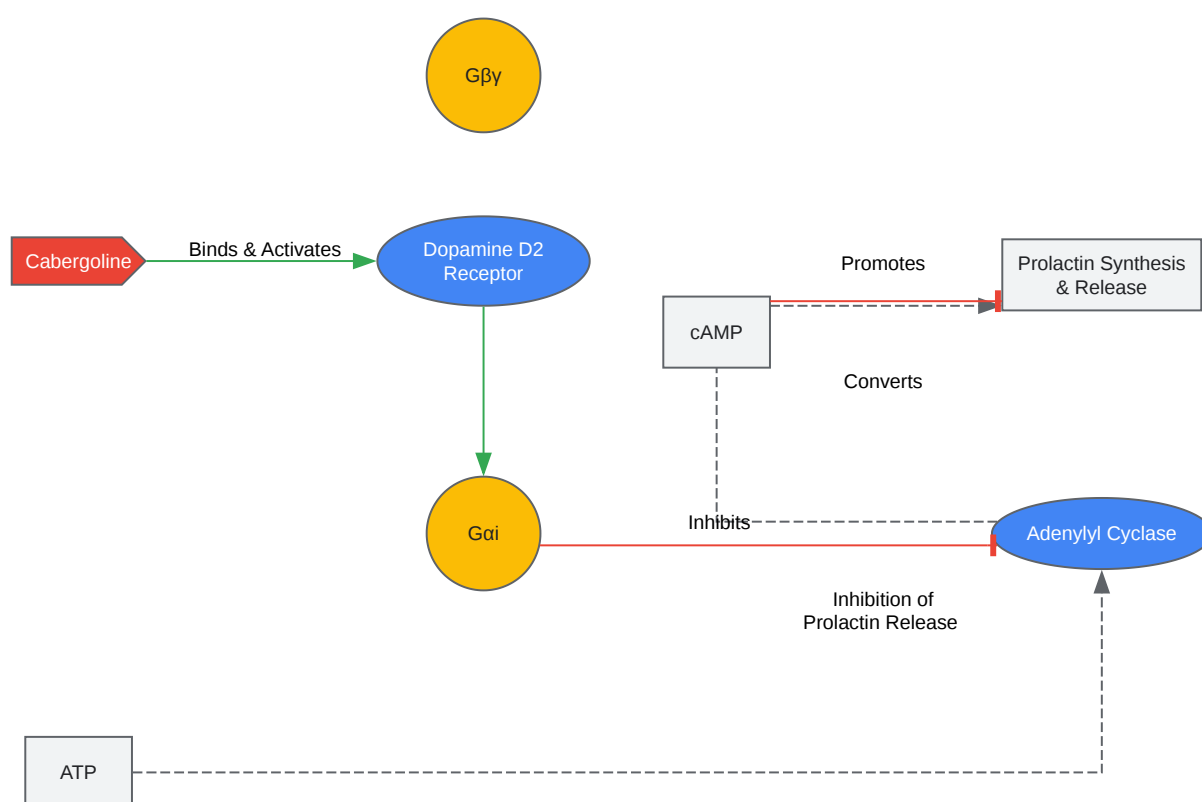 Gβγ
Cabergoline
Binds & Activates
Dopamine D2
Receptor
Promotes
Prolactin Synthesis
& Release
cAMP
Converts
Gαi
Inhibits
Adenylyl Cyclase
Inhibition of
Prolactin Release
ATP